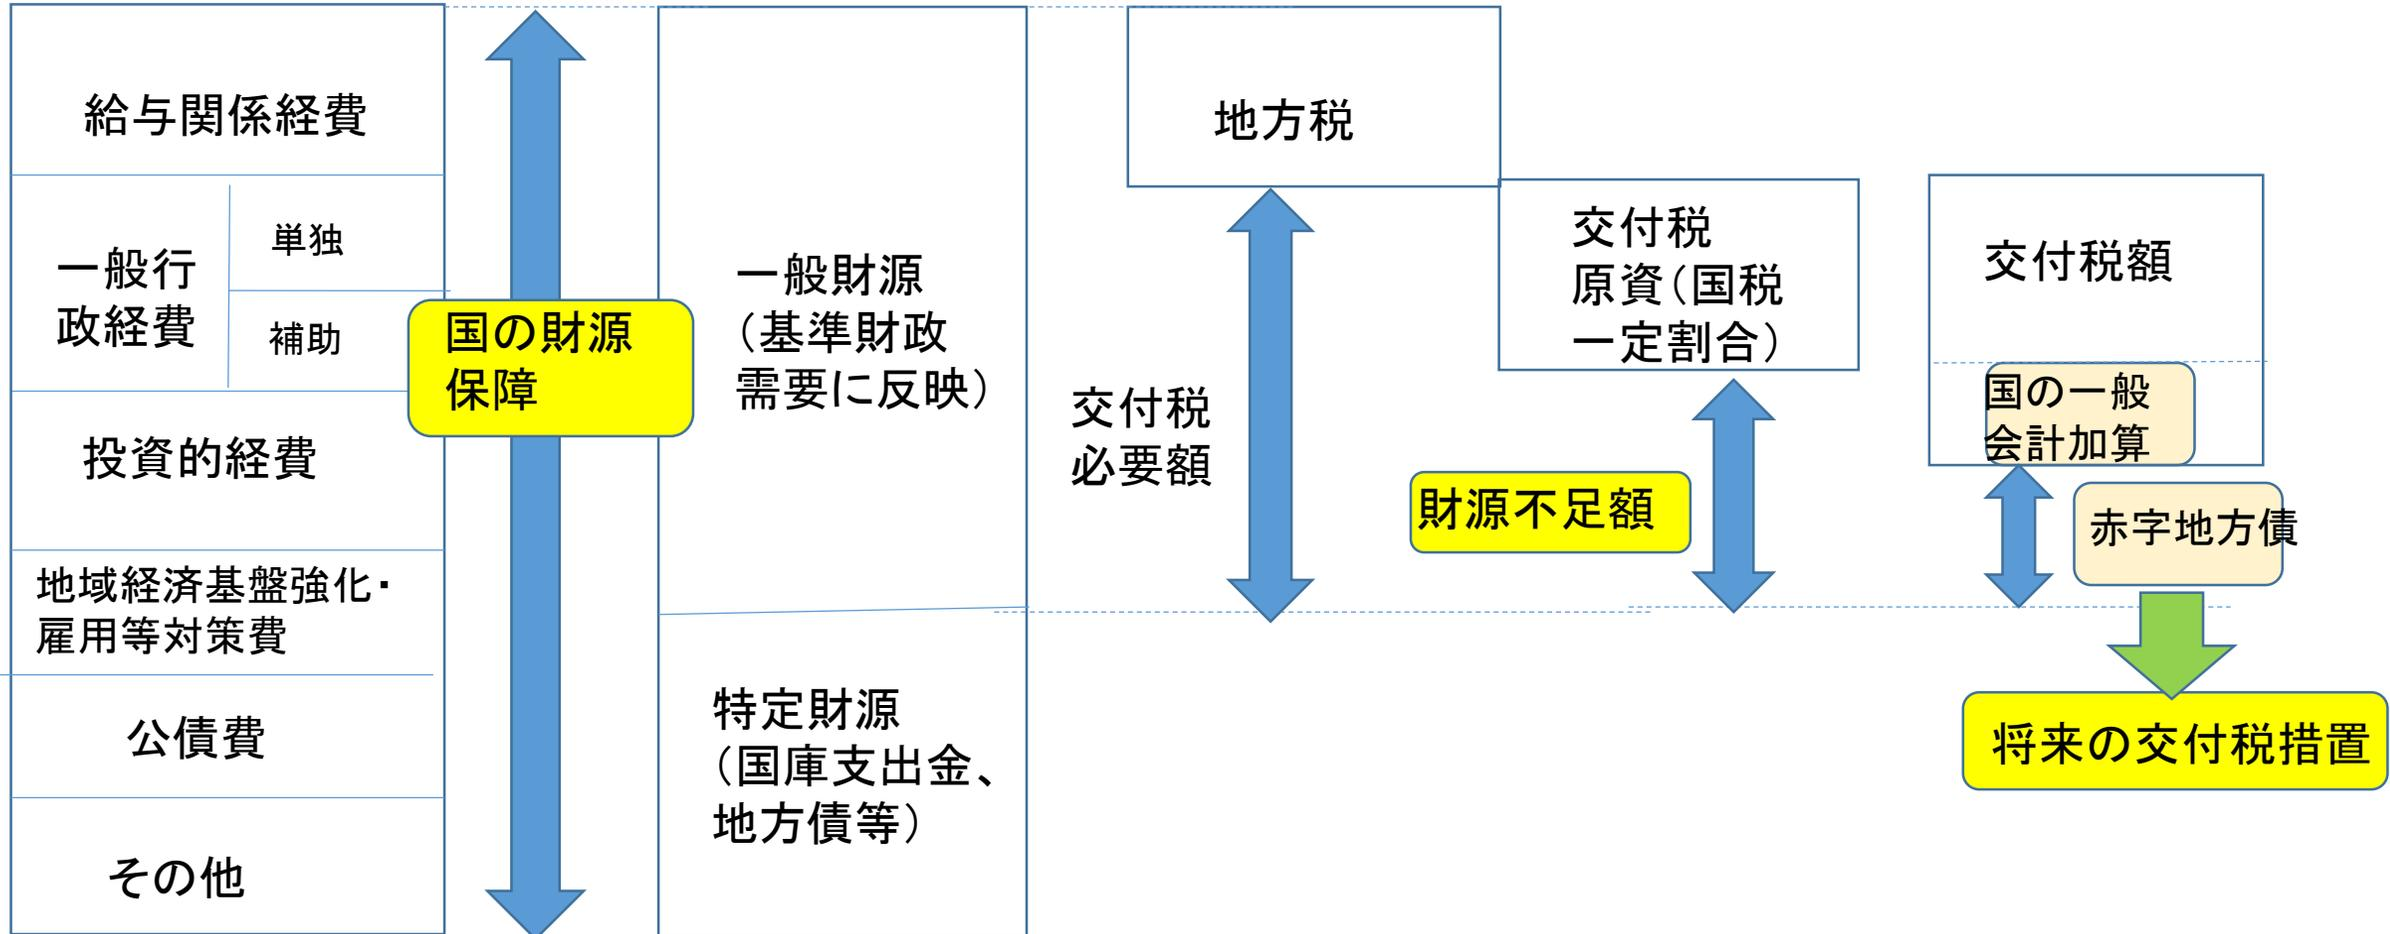 給与関係経費
一般行
政経費
単独
補助
投資的経費
地域経済基盤強化・
雇用等対策費
公債費
その他
国の財源
保障
一般財源
（基準財政
需要に反映）
特定財源
（国庫支出金、
地方債等）
地方税
交付税
必要額
交付税
原資（国税
一定割合）
財源不足額
交付税額
国の一般
会計加算
赤字地方債
将来の交付税措置